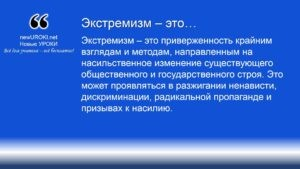 Экстремизм – это…
newUROKI.net
Новые УРОКИ
Всё для учителя – всё бесплатно!
Экстремизм – это приверженность крайним
взглядам и методам, направленным на
насильственное изменение существующего
общественного и государственного строя. Это
может проявляться в разжигании ненависти,
дискриминации, радикальной пропаганде и
призывах к насилию.